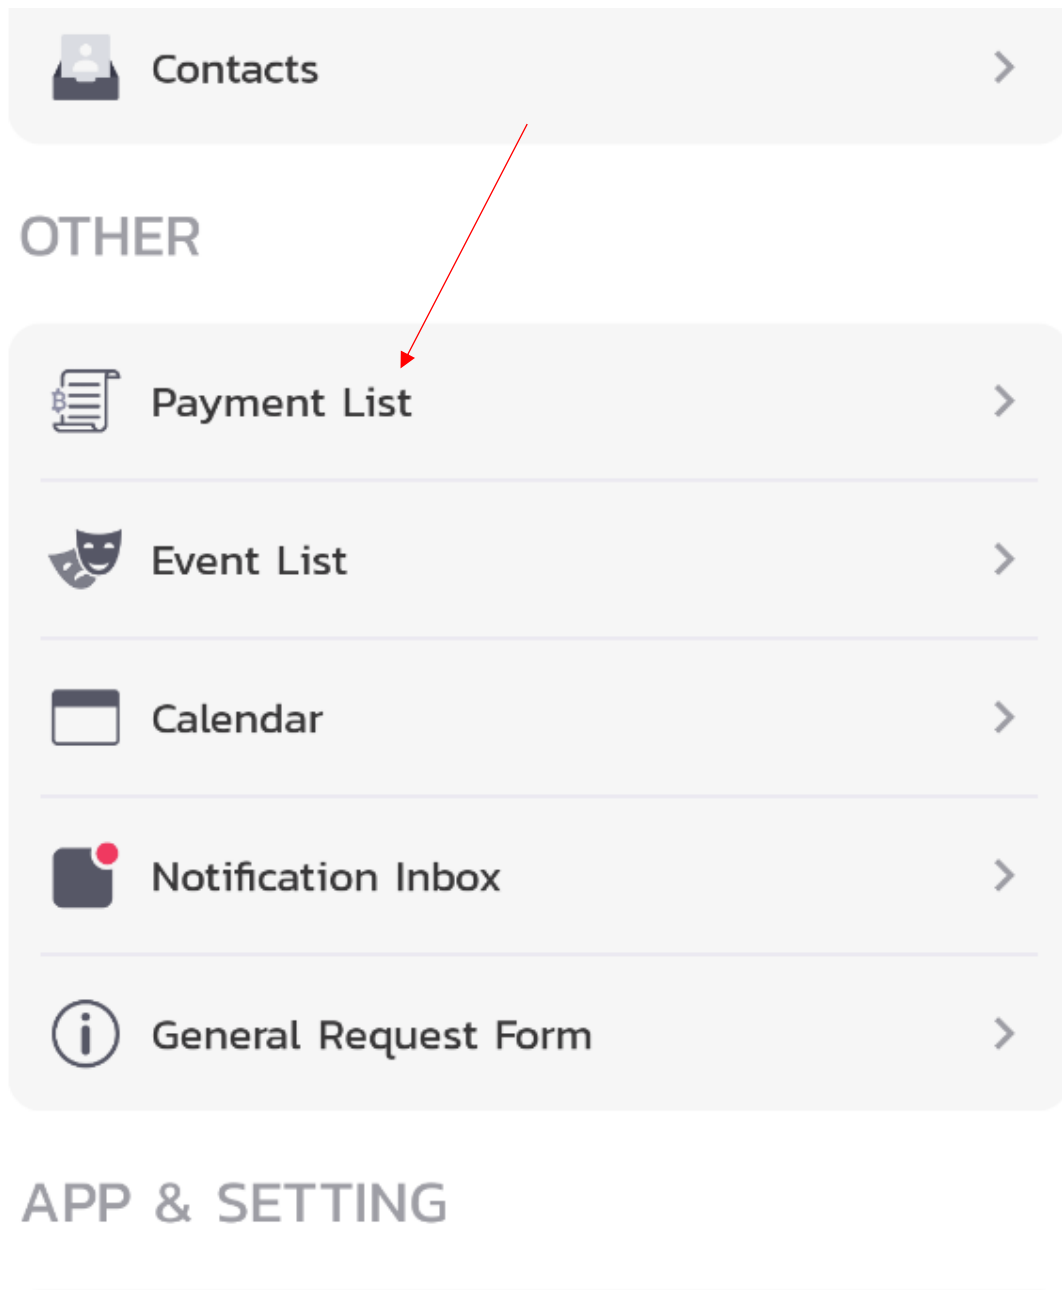 Contacts
OTHER
Payment List
Event List
Calendar
Notification Inbox
General Request Form
APP & SETTING